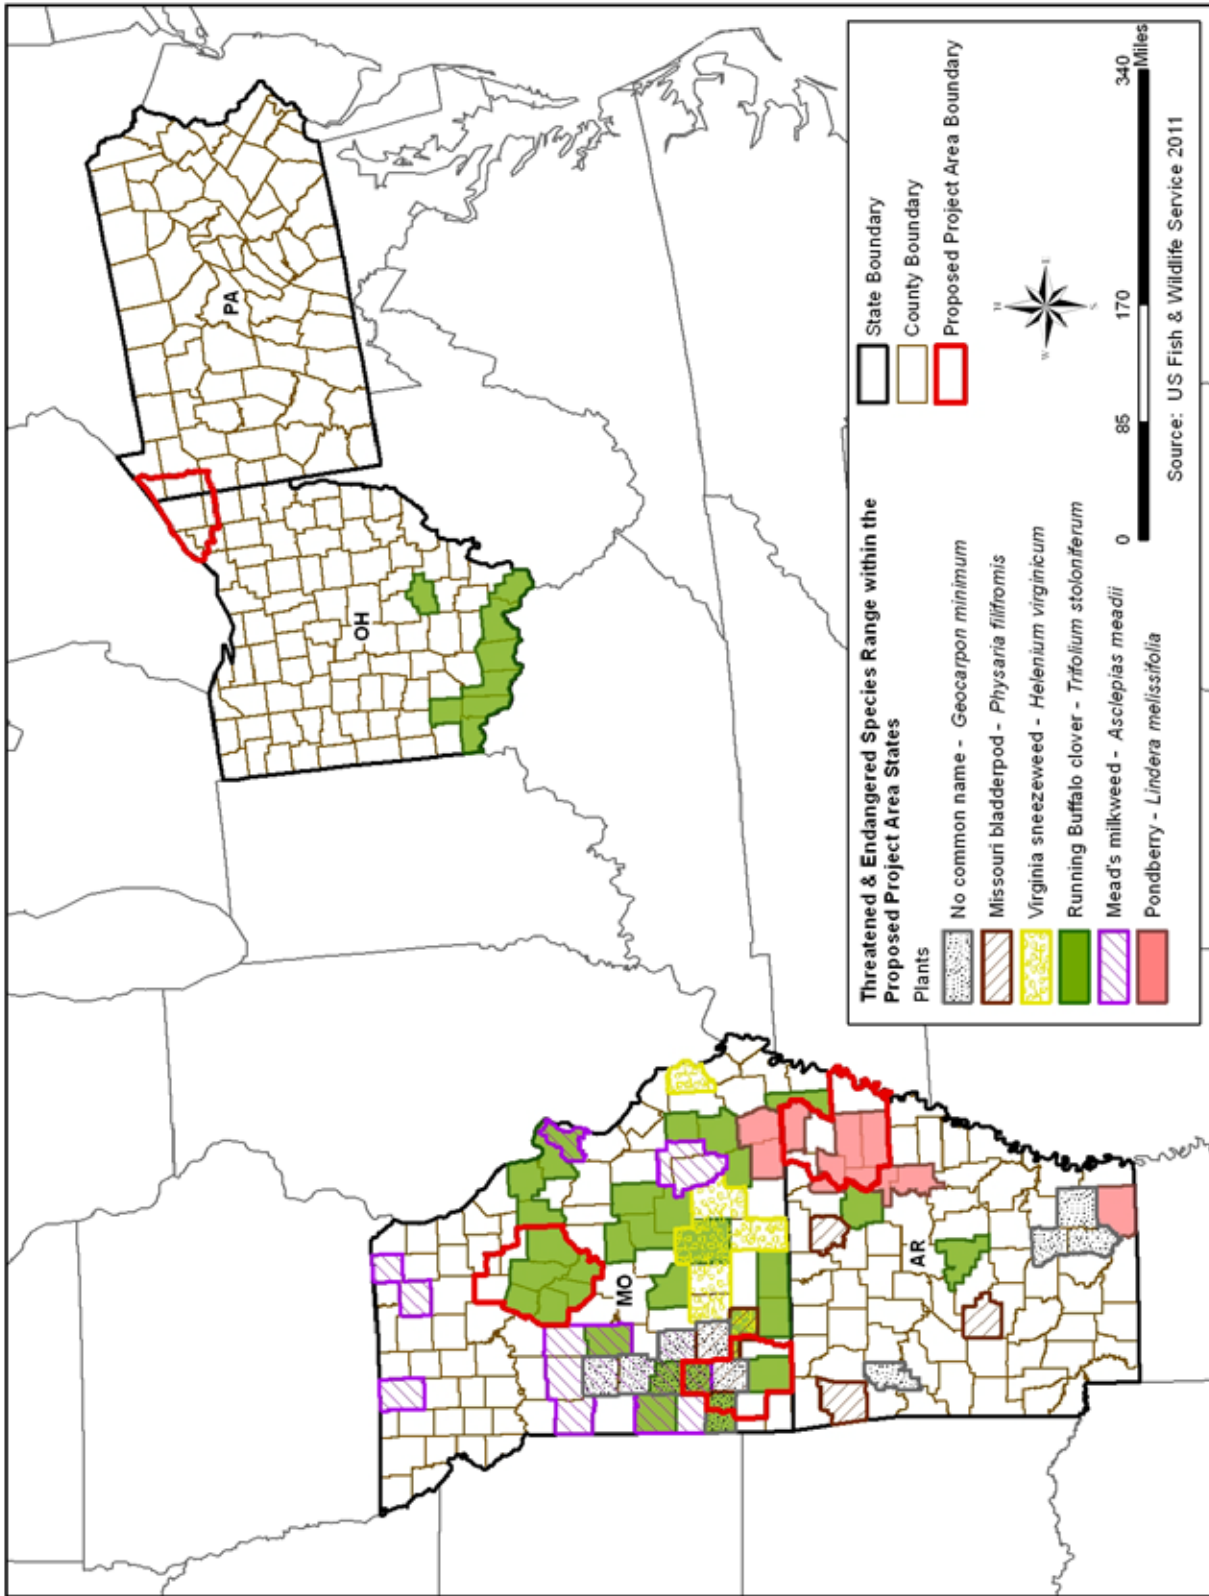 PA
OH
MO
AR
Threatened & Endangered Species Range within the
Proposed Project Area States
Plants
No common name - Geocarpon minimum
Missouri bladderpod - Physaria filifromis
Virginia sneezeweed - Helenium virginicum
Running Buffalo clover - Trifolium stoloniferum
Mead's milkweed - Asclepias meadii
Pondberry - Lindera melissifolia
State Boundary
County Boundary
Proposed Project Area Boundary
N
W E
S
0 85 170 340
Miles
Source: US Fish & Wildlife Service 2011